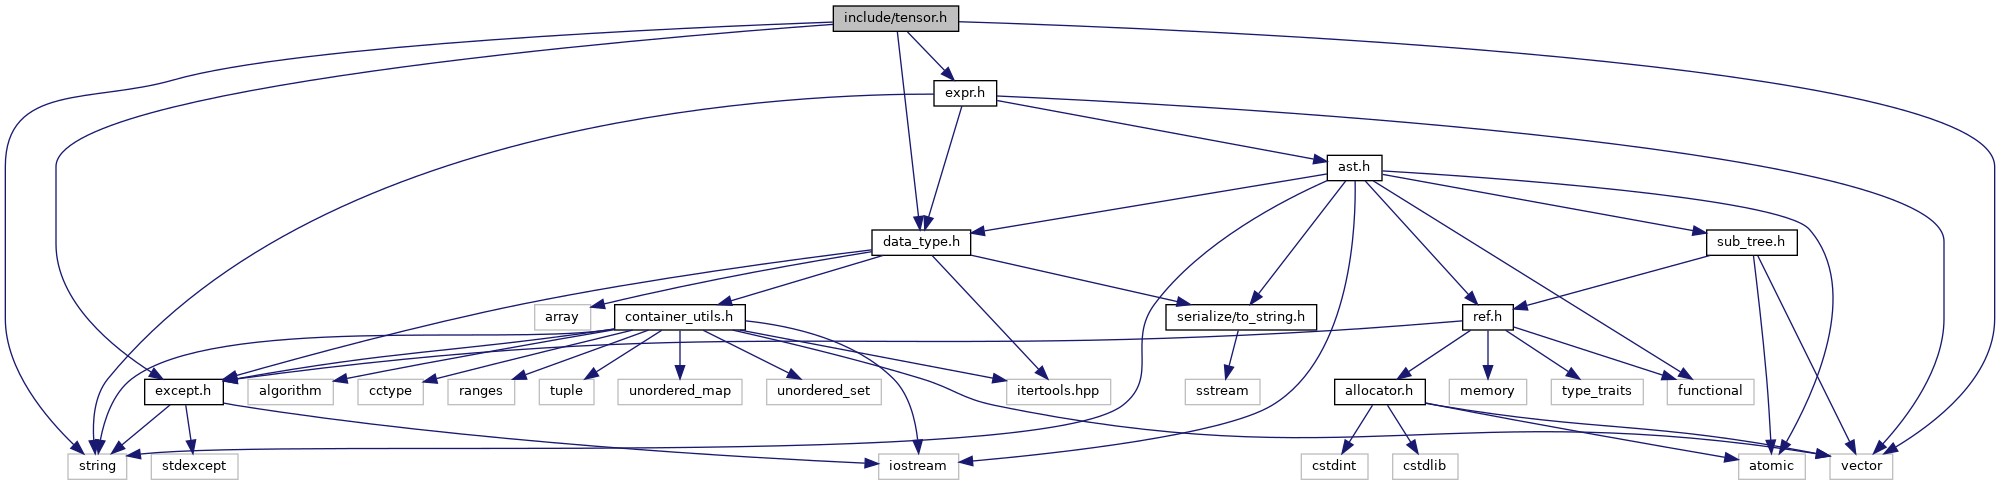 include/tensor.h
expr.h
ast.h
data_type.h
sub_tree.h
array
container_utils.h
serialize/to_string.h
ref.h
except.h
algorithm
cctype
ranges
tuple
unordered_map
unordered_set
itertools.hpp
sstream
allocator.h
memory
type_traits
functional
string
stdexcept
iostream
cstdint
cstdlib
atomic
vector